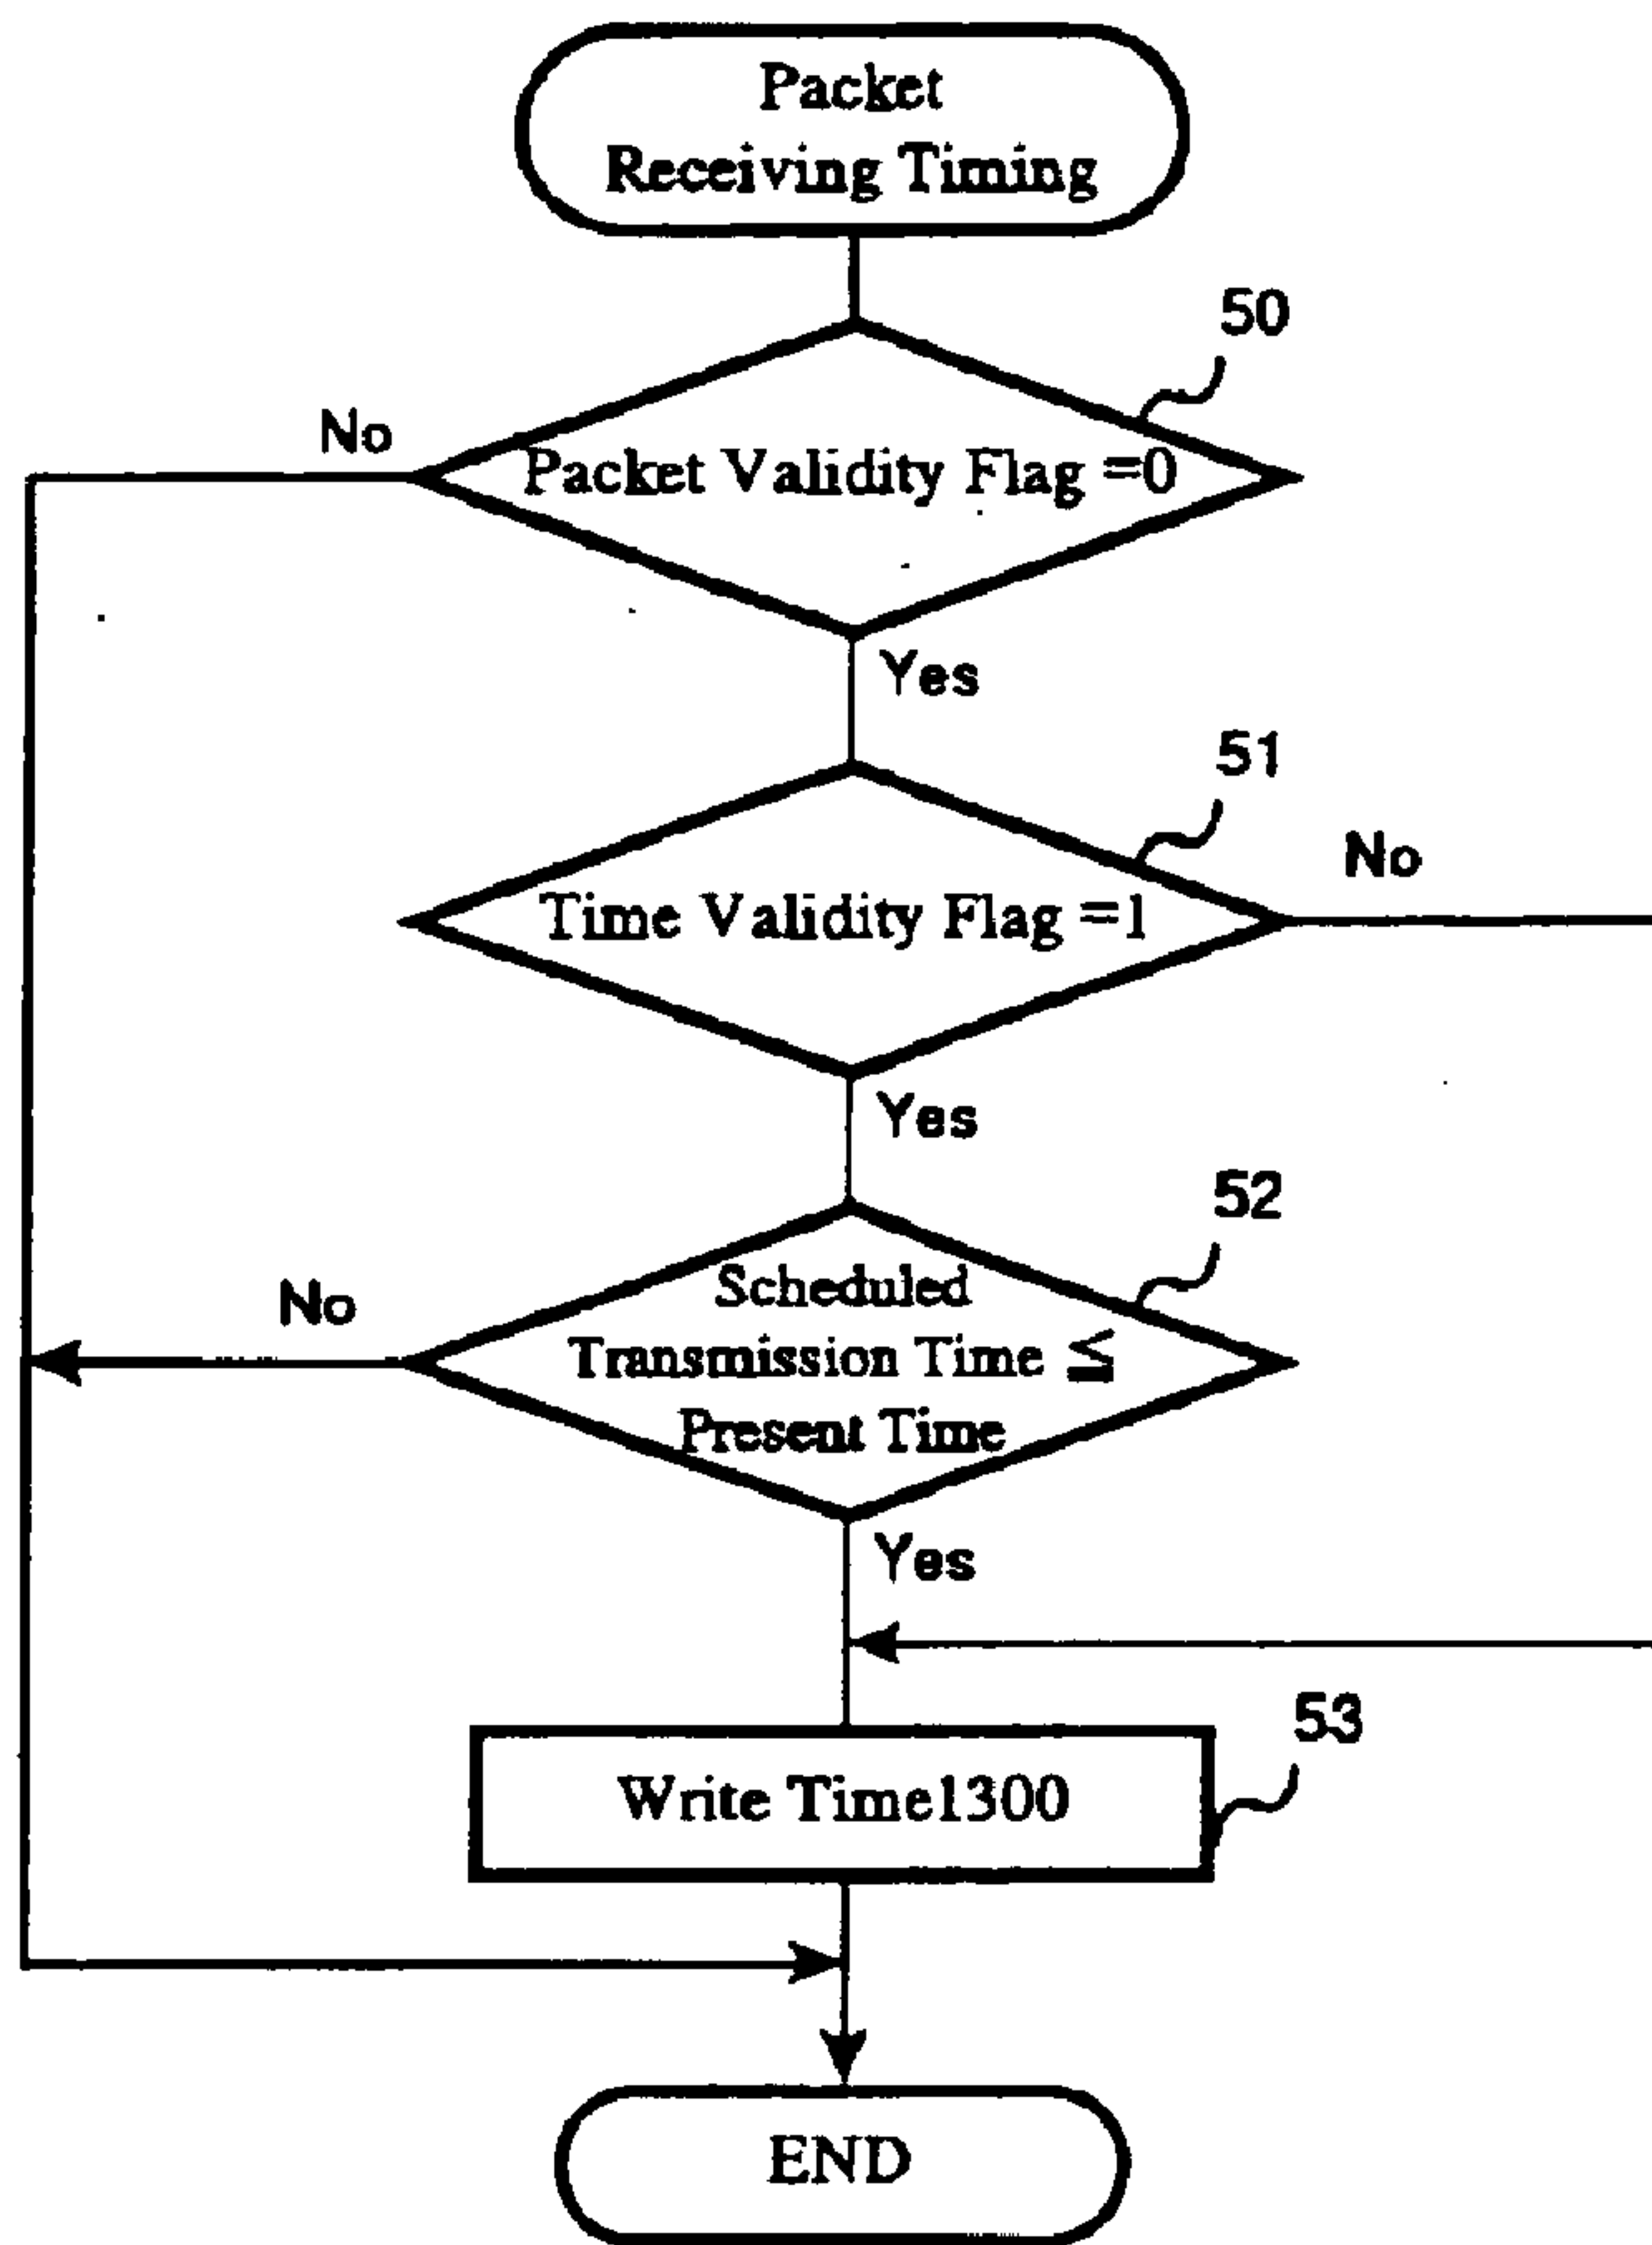 Packet
Receiving Timing
50
No
Packet Validity Flag =0
Yes
51
No
Time Validity Flag =1
Yes
52
No
Scheduled
Transmission Time ≦
Present Time
Yes
53
Write Time1300
END